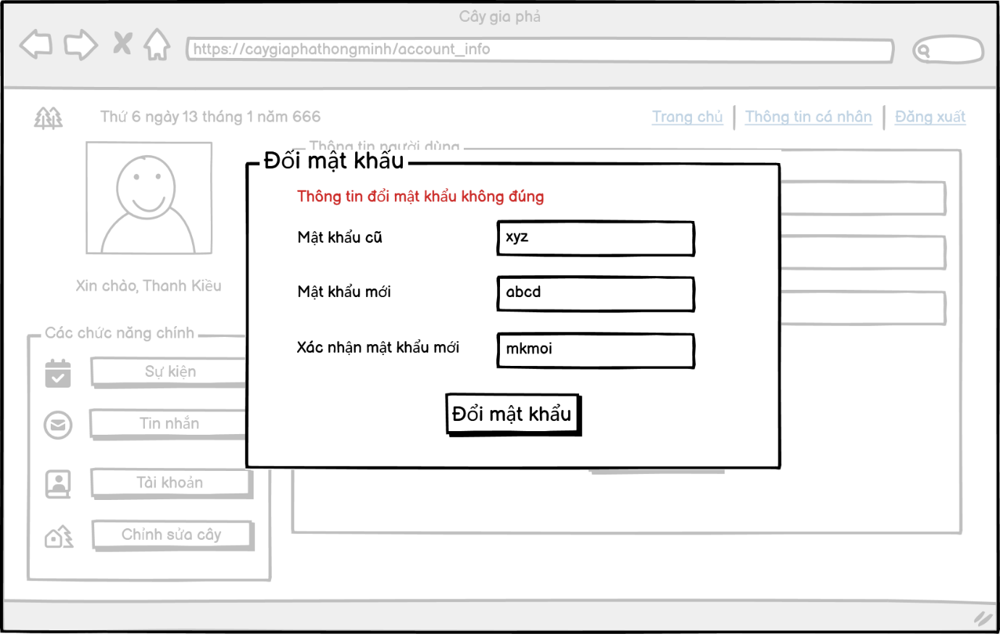 Cây gia phả
https://caygiaphathongminh/account_info
Thứ 6 ngày 13 tháng 1 năm 666
Trang chủ
Thông tin cá nhân
Đăng xuất
Thông tin người dùng
Xin chào, Thanh Kiều
Các chức năng chính
Sự kiện
Tin nhắn
Tài khoản
Chỉnh sửa cây
Đổi mật khẩu
Thông tin đổi mật khẩu không đúng
Mật khẩu cũ
xyz
Mật khẩu mới
abcd
Xác nhận mật khẩu mới
mkmoi
Đổi mật khẩu